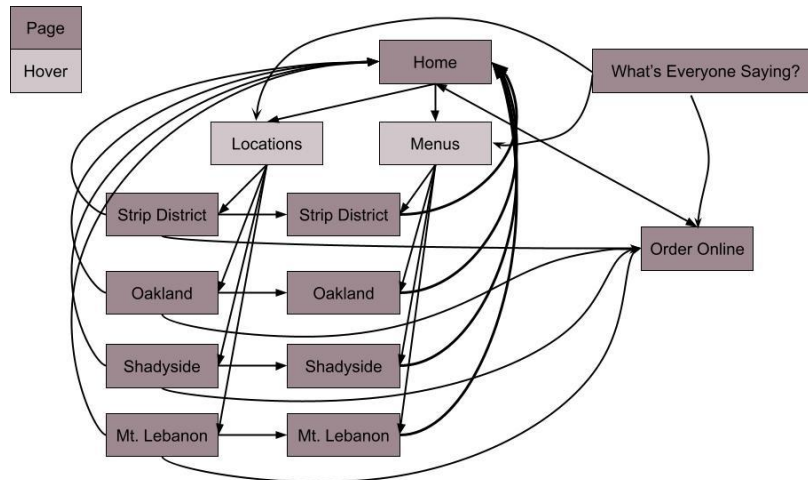 Page
Hover
Home
What's Everyone Saying?
Locations
Menus
Strip District
Strip District
Order Online
Oakland
Oakland
Shadyside
Shadyside
Mt. Lebanon
Mt. Lebanon